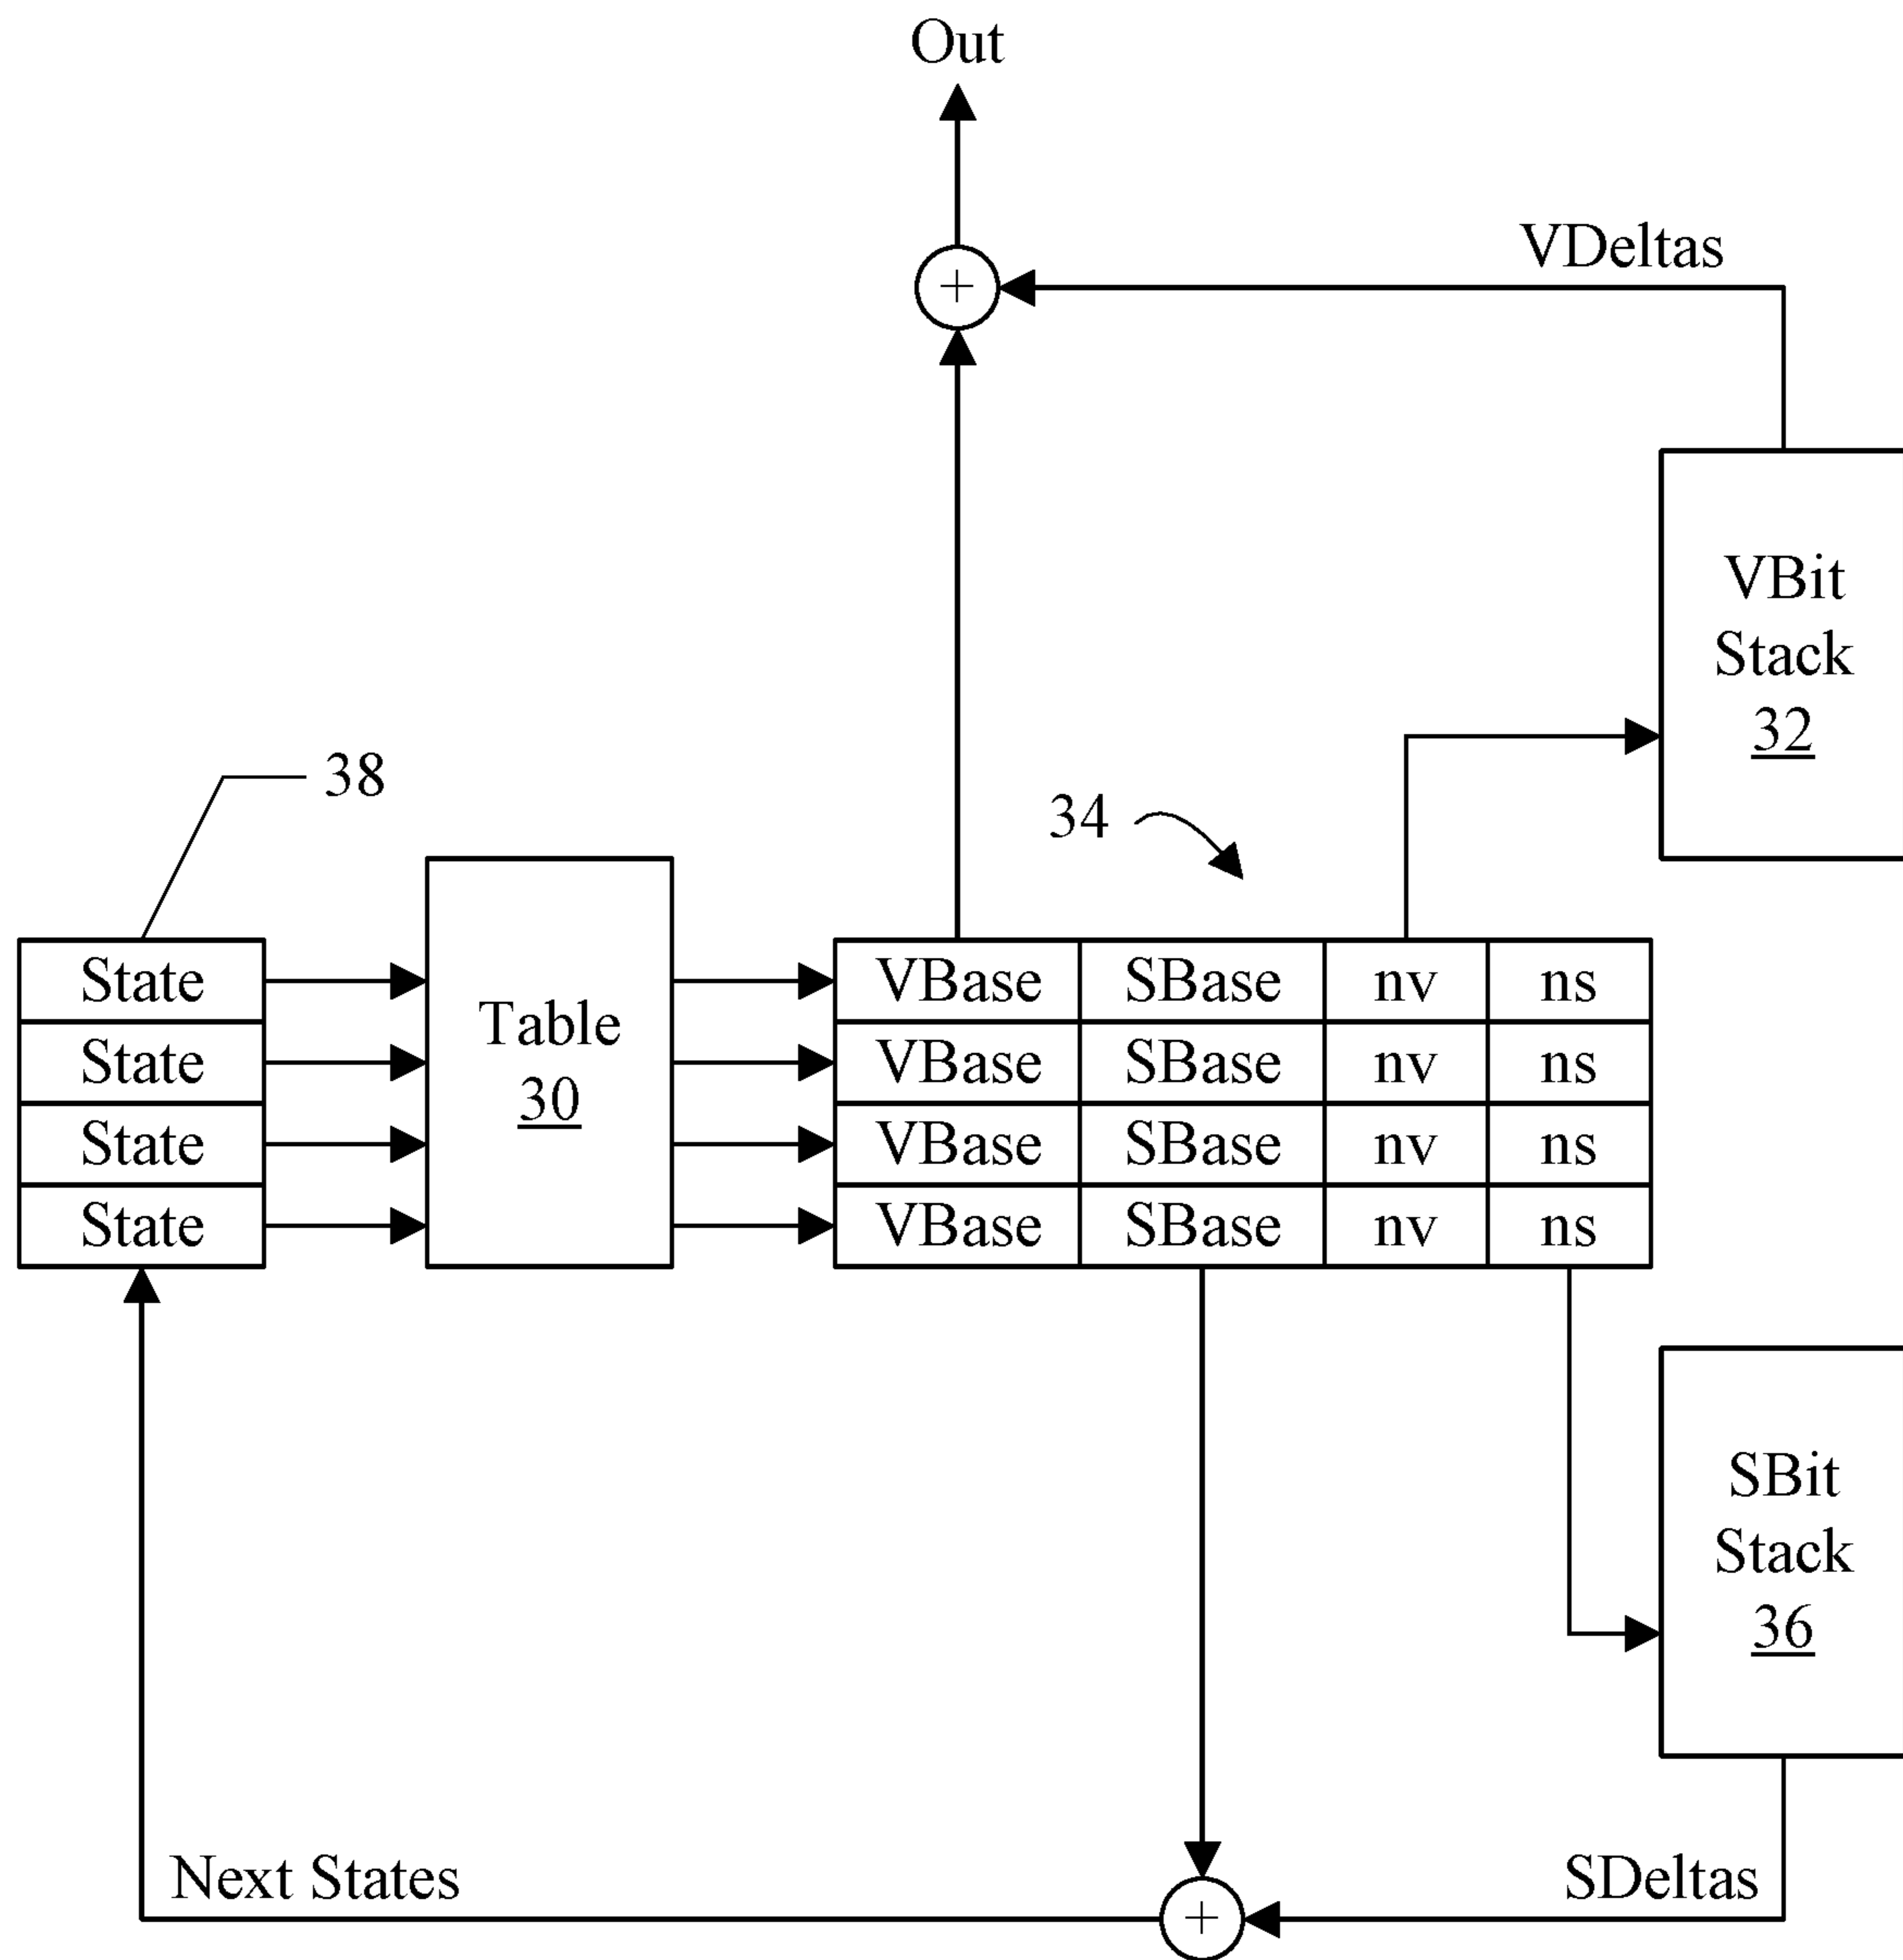 Out
VDeltas
VBit
Stack
32
38
34
State
State
State
State
Table
30
VBase SBase nv ns
VBase SBase nv ns
VBase SBase nv ns
VBase SBase nv ns
SBit
Stack
36
Next States
SDeltas
+
+